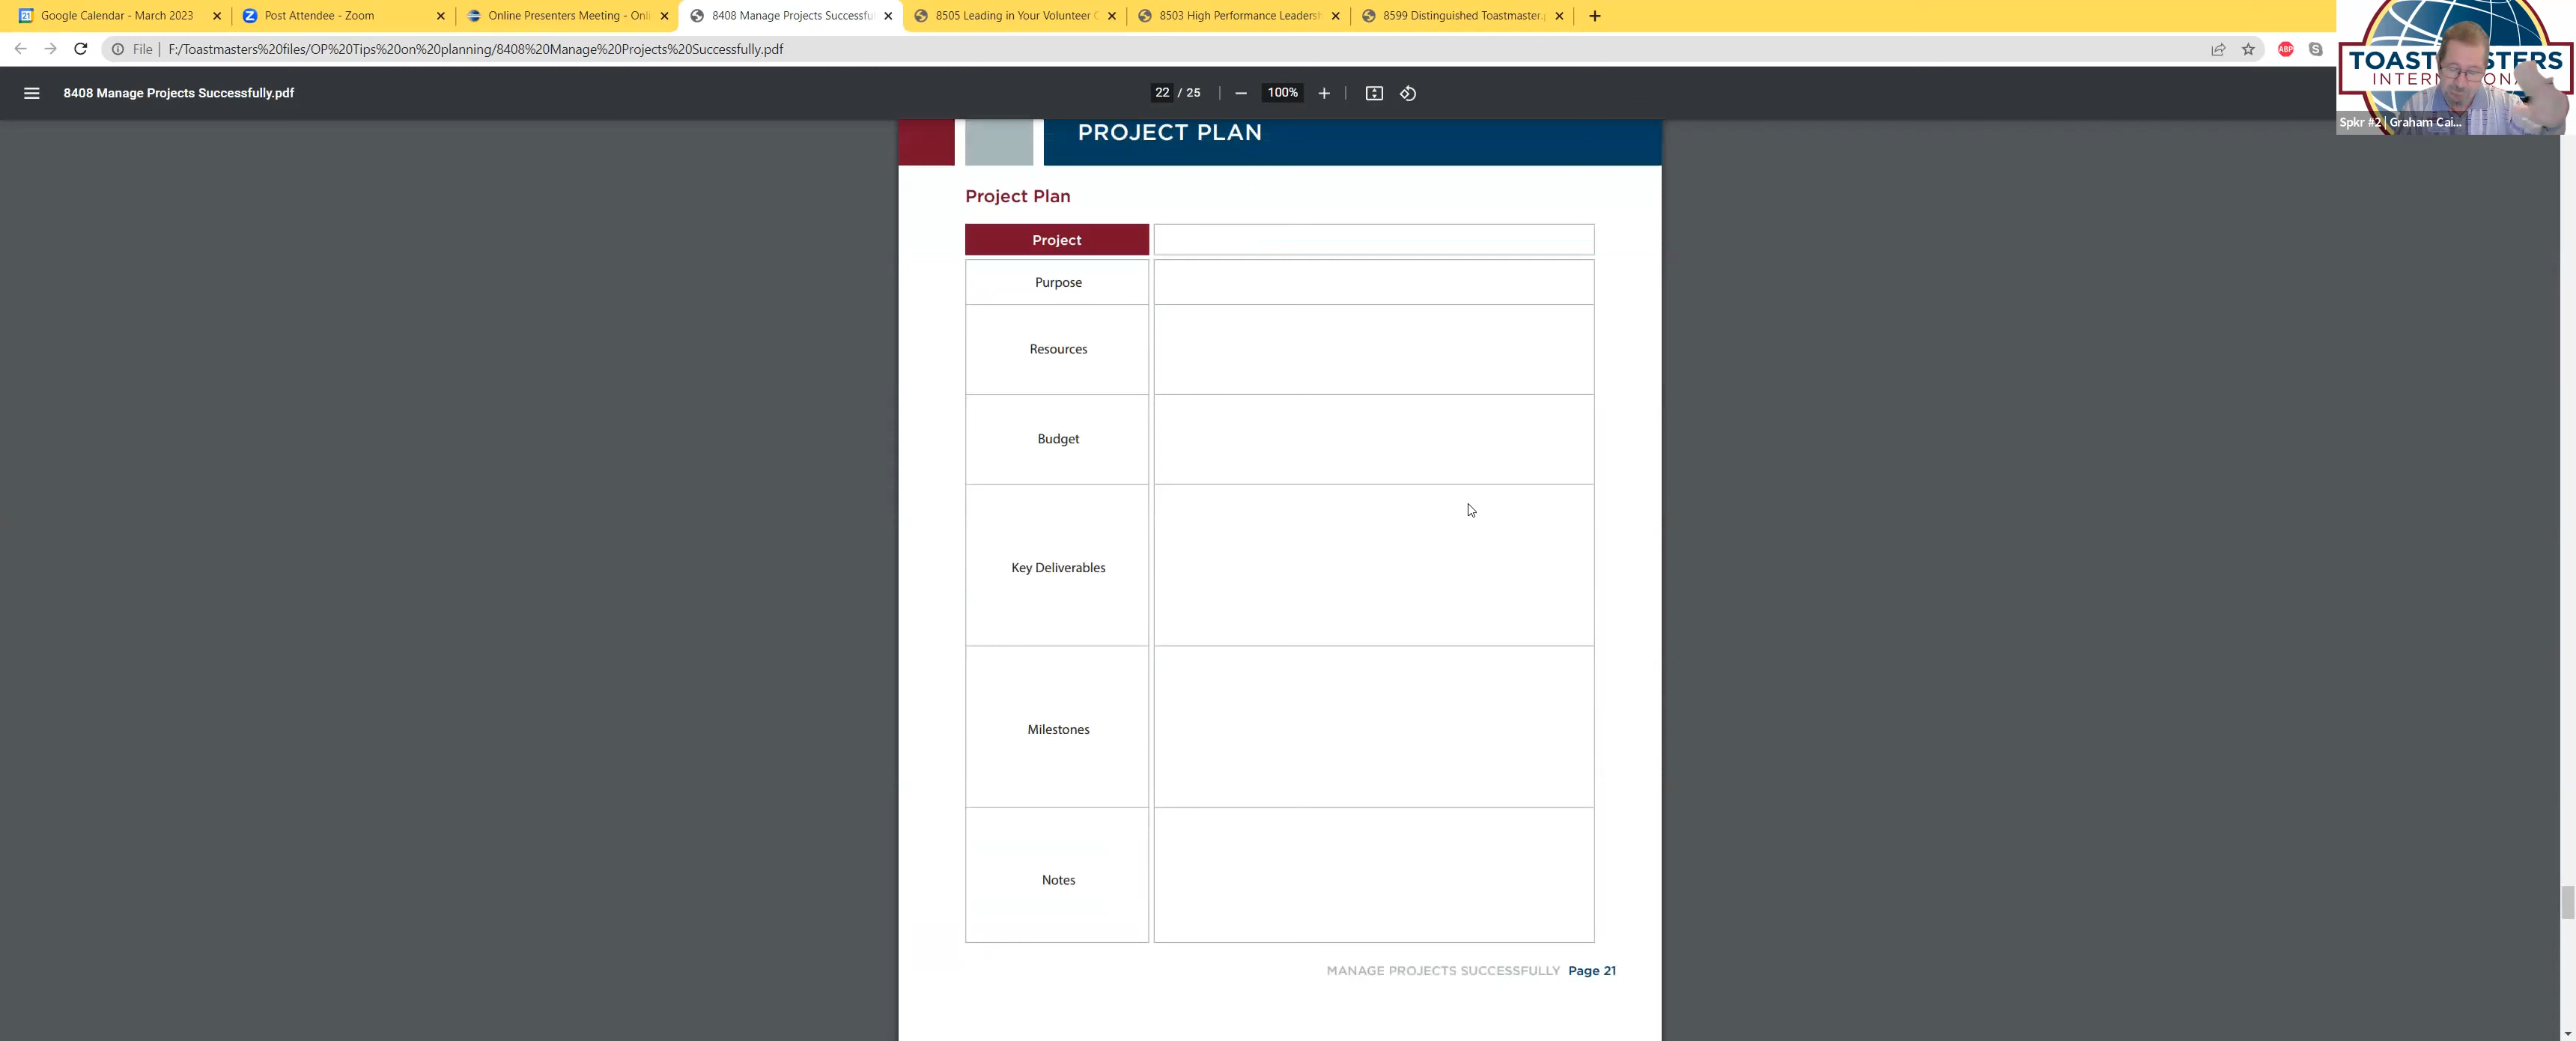 21 Google Calendar - March 2023
Post Attendee - Zoom
Online Presenters Meeting - Onli
8408 Manage Projects Successfu
8505 Leading in Your Volunteer
8503 High Performance Leadersh
8599 Distinguished Toastmaster.
File | F:/Toastmasters%20files/OP%20Tips%20on%20planning/8408%20Manage%20Projects%20Successfully.pdf
ABP
S
8408 Manage Projects Successfully.pdf
22 / 25
100%
TOASTMASTERS
Spkr #2 | Graham Cai...
PROJECT PLAN
Project Plan
Project
Purpose
Resources
Budget
Key Deliverables
Milestones
Notes
MANAGE PROJECTS SUCCESSFULLY Page 21